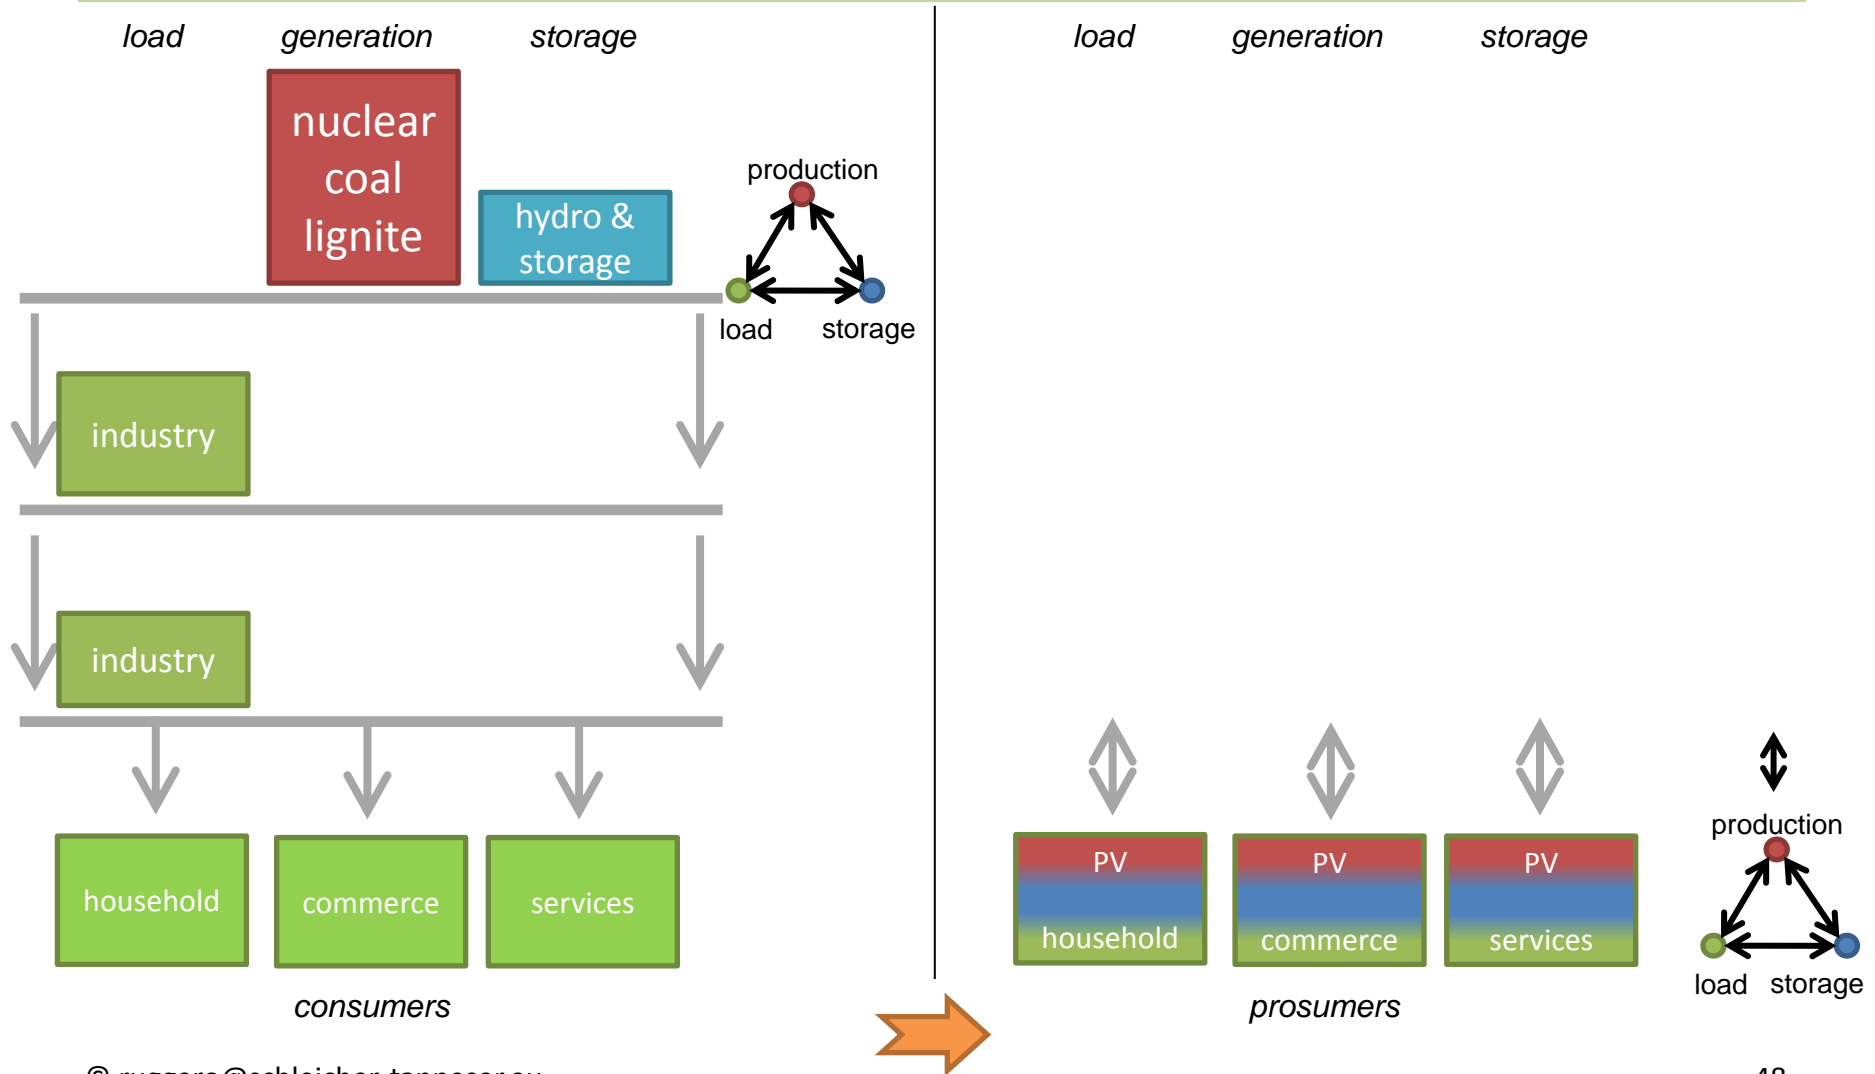 load generation storage
nuclear
coal
lignite
hydro &
storage
production
load storage
industry
industry
household
commerce
services
consumers
load generation storage
PV
household
PV
commerce
PV
services
production
load storage
prosumers
48